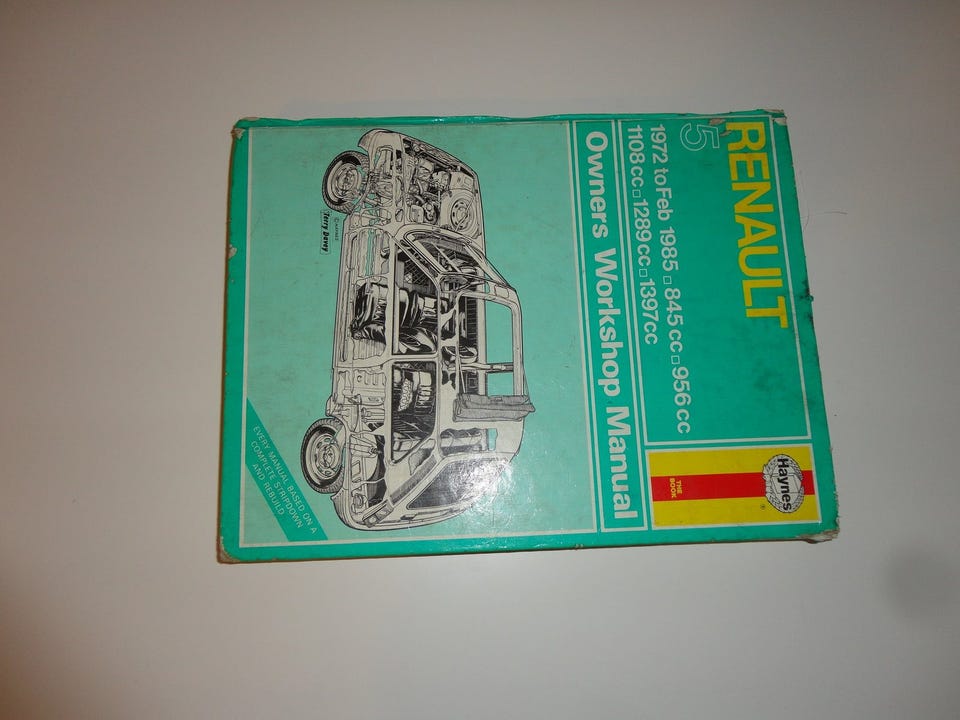 RENAULT
5
1972 to Feb 1985 □ 845 cc □ 956 cc
1108 cc □ 1289 cc □ 1397 cc
Haynes
®
THE
BOOK
Owners Workshop Manual
Terry Davey
EVERY MANUAL BASED ON A
COMPLETE STRIPDOWN
AND REBUILD